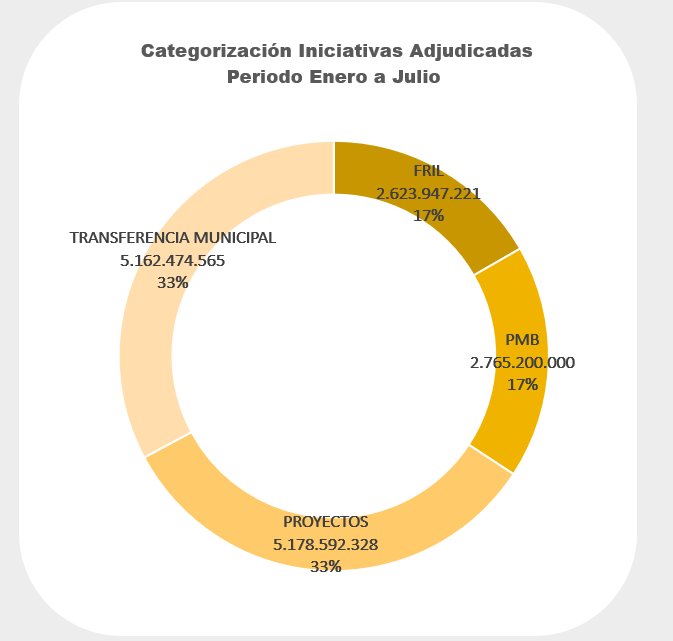 Categorización Iniciativas Adjudicadas
Periodo Enero a Julio
FRIL
2.623.947.221
17%
TRANSFERENCIA MUNICIPAL
5.162.474.565
33%
PMB
2.765.200.000
17%
PROYECTOS
5.178.592.328
33%